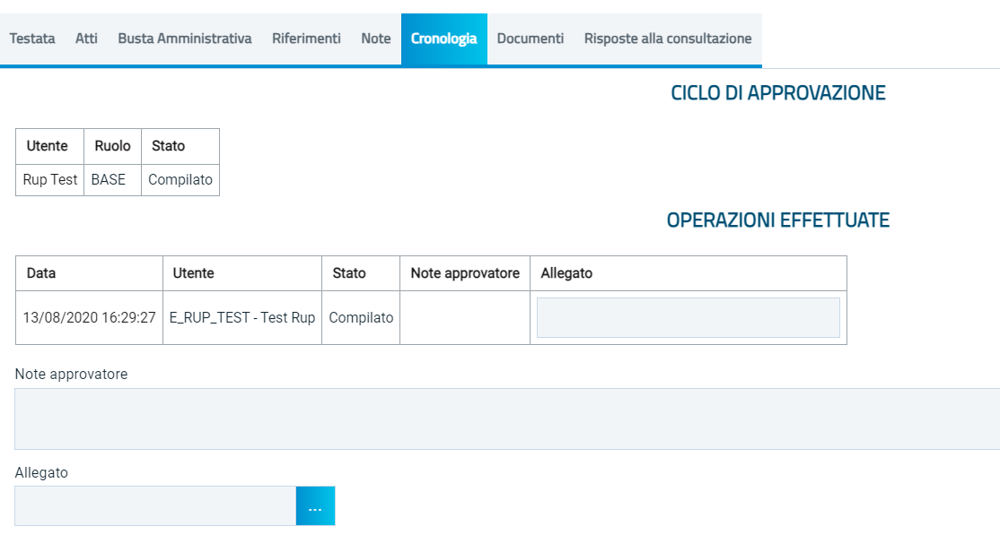 Testata Atti Busta Amministrativa Riferimenti Note Cronologia Documenti Risposte alla consultazione
CICLO DI APPROVAZIONE
Utente Ruolo Stato
Rup Test BASE Compilato
OPERAZIONI EFFETTUATE
Data Utente Stato Note approvatore Allegato
13/08/2020 16:29:27 E_RUP_TEST - Test Rup Compilato
Note approvatore
Allegato
...